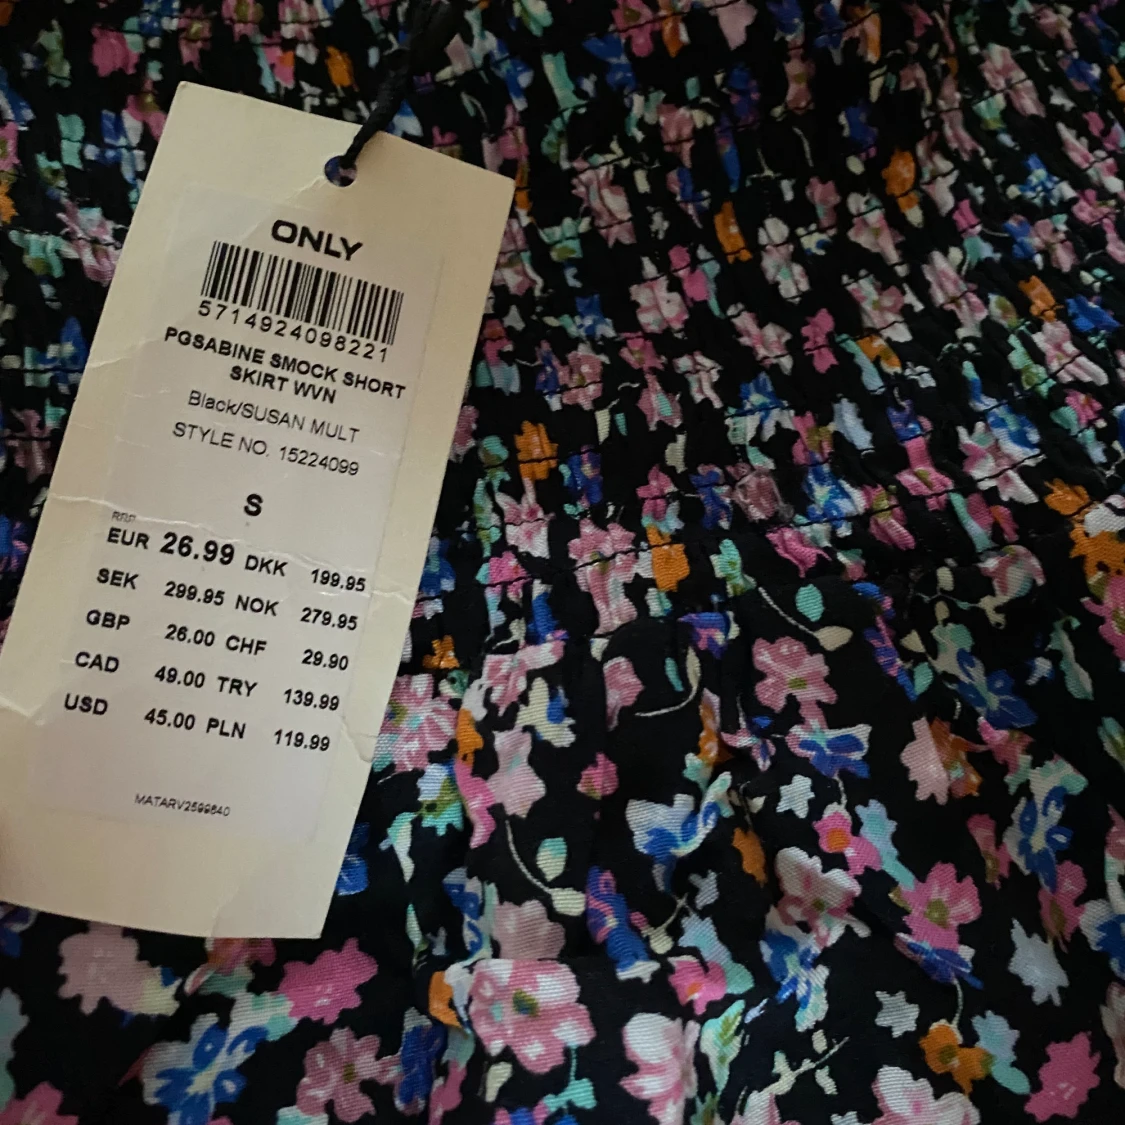 ONLY
5714924098221
PGSABINE SMOCK SHORT
SKIRT WVN
Black/SUSAN MULT
STYLE NO. 15224099
S
RRP
EUR 26.99 DKK 199.95
SEK 299.95 NOK 279.95
GBP 26.00 CHF 29.90
CAD 49.00 TRY 139.99
USD 45.00 PLN 119.99
MATARV2599640